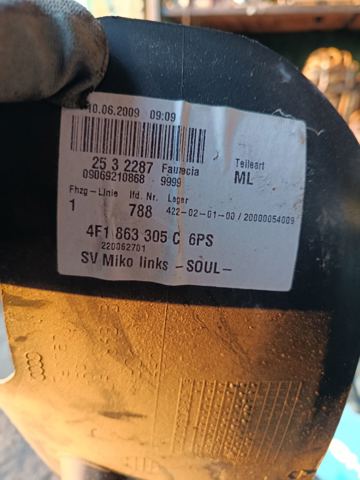 10.06.2009 09:09
25 3 2287 Faurecia
09069210868 - 9999
Teileart
ML
Fhzg-Linie lfd. Nr. Lager
1 788 422-02-01-00 / 20000054009
4F1 863 305 C 6PS
220062701
SV Miko links -SOUL-